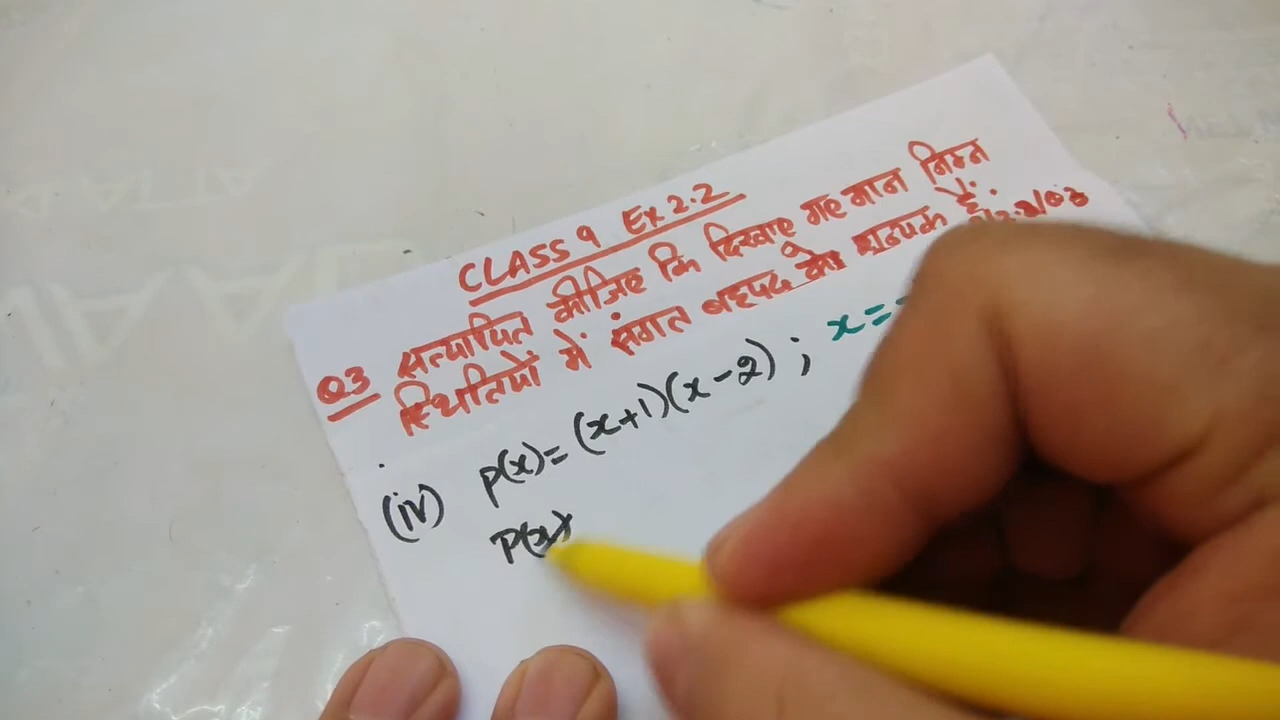 CLASS 9 Ex 2.2
Q3 सत्यापित कीजिए कि दिखाए गए मान निम्न
स्थितियों में संगत बहुपद के शून्यक हैं.
(iv) p(x)=(x+1)(x-2) ; x=
P(x)